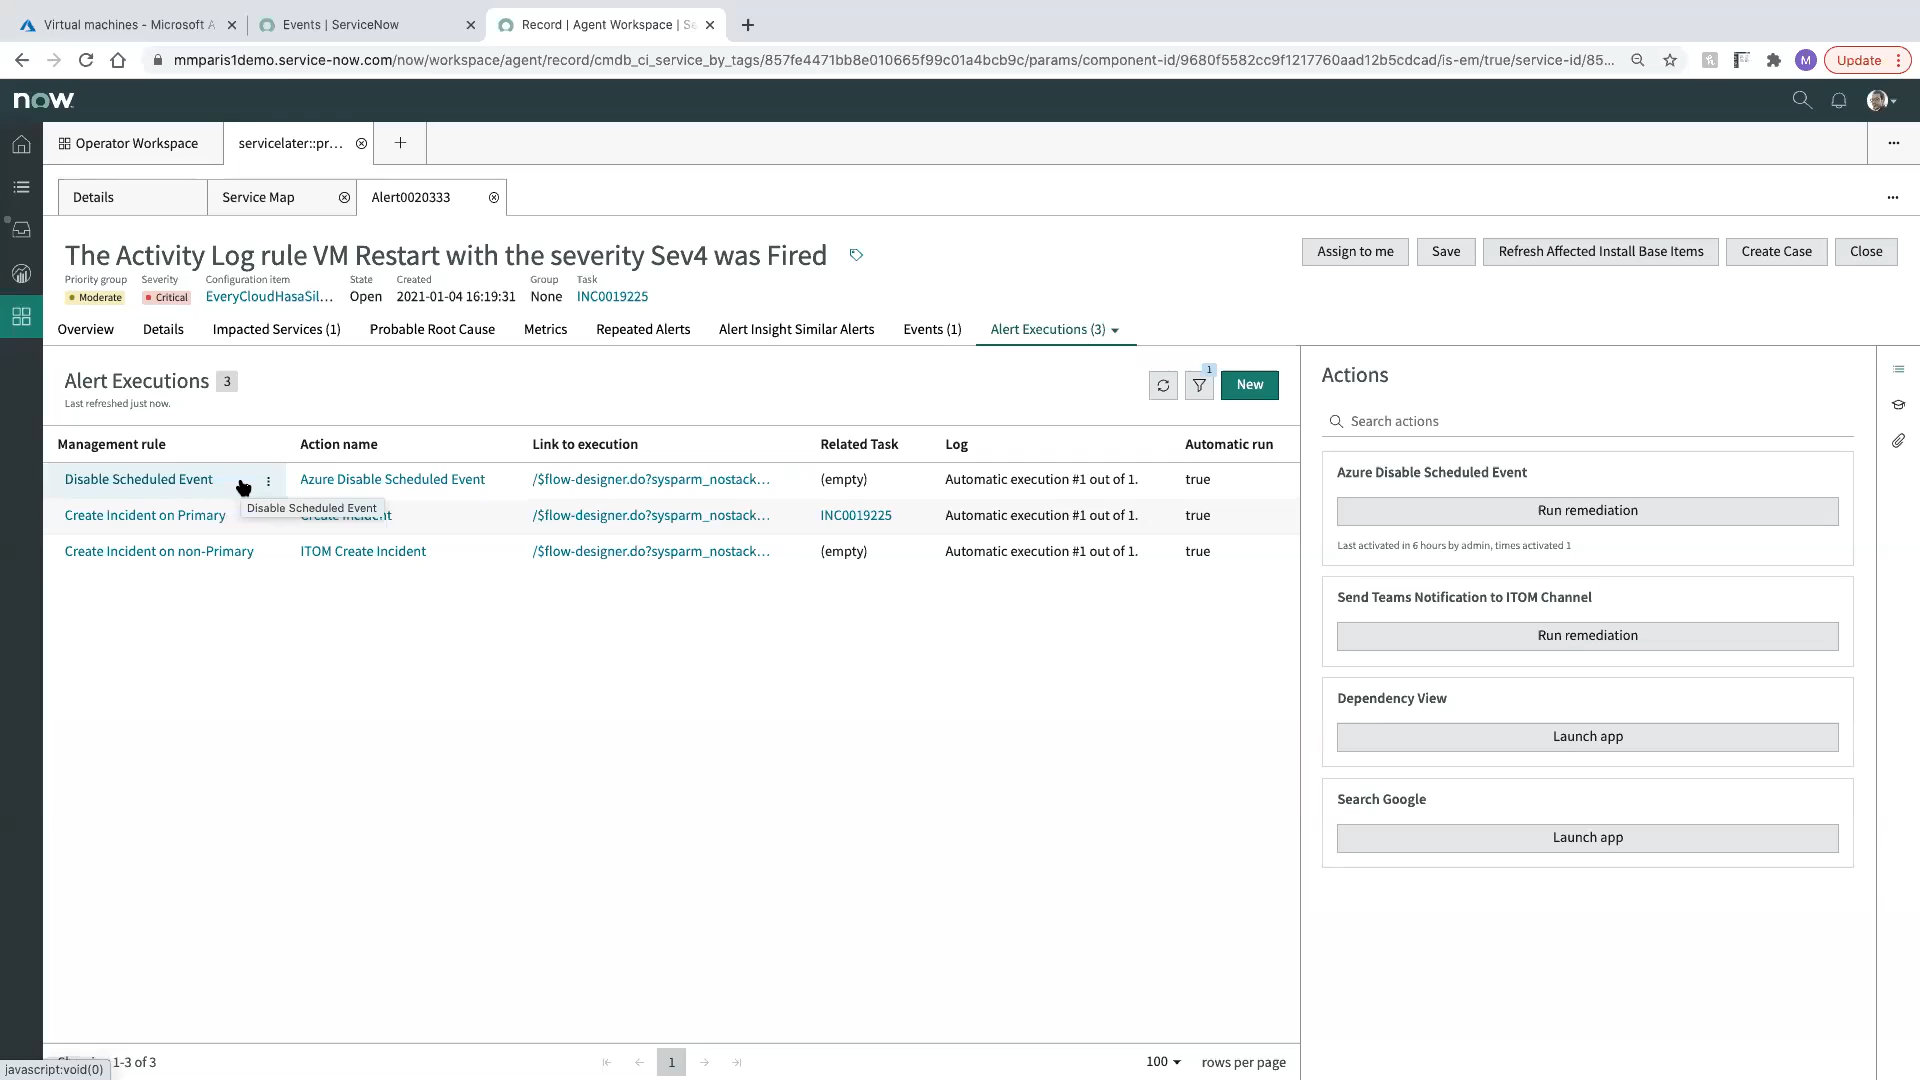 Virtual machines - Microsoft A
Events | ServiceNow
Record | Agent Workspace | Se
mmparis1demo.service-now.com/now/workspace/agent/record/cmdb_ci_service_by_tags/857fe4471bb8e010665f99c01a4bcb9c/params/component-id/9680f5582cc9f1217760aad12b5cdcad/is-em/true/service-id/85...
M
Update
now
Operator Workspace
servicelater::pr...
Details
Service Map
Alert0020333
The Activity Log rule VM Restart with the severity Sev4 was Fired
Assign to me
Save
Refresh Affected Install Base Items
Create Case
Close
Priority group
Severity
Configuration item
State
Created
Group
Task
Moderate
Critical
EveryCloudHasaSil...
Open
2021-01-04 16:19:31
None
INC0019225
Overview
Details
Impacted Services (1)
Probable Root Cause
Metrics
Repeated Alerts
Alert Insight Similar Alerts
Events (1)
Alert Executions (3)
Alert Executions 3
Last refreshed just now.
1
New
Management rule
Action name
Link to execution
Related Task
Log
Automatic run
Disable Scheduled Event
Azure Disable Scheduled Event
/$flow-designer.do?sysparm_nostack...
(empty)
Automatic execution #1 out of 1.
true
Disable Scheduled Event
Create Incident on Primary
Create Incident
/$flow-designer.do?sysparm_nostack...
INC0019225
Automatic execution #1 out of 1.
true
Create Incident on non-Primary
ITOM Create Incident
/$flow-designer.do?sysparm_nostack...
(empty)
Automatic execution #1 out of 1.
true
Actions
Search actions
Azure Disable Scheduled Event
Run remediation
Last activated in 6 hours by admin, times activated 1
Send Teams Notification to ITOM Channel
Run remediation
Dependency View
Launch app
Search Google
Launch app
1-3 of 3
1
100
rows per page
javascript:void(0)